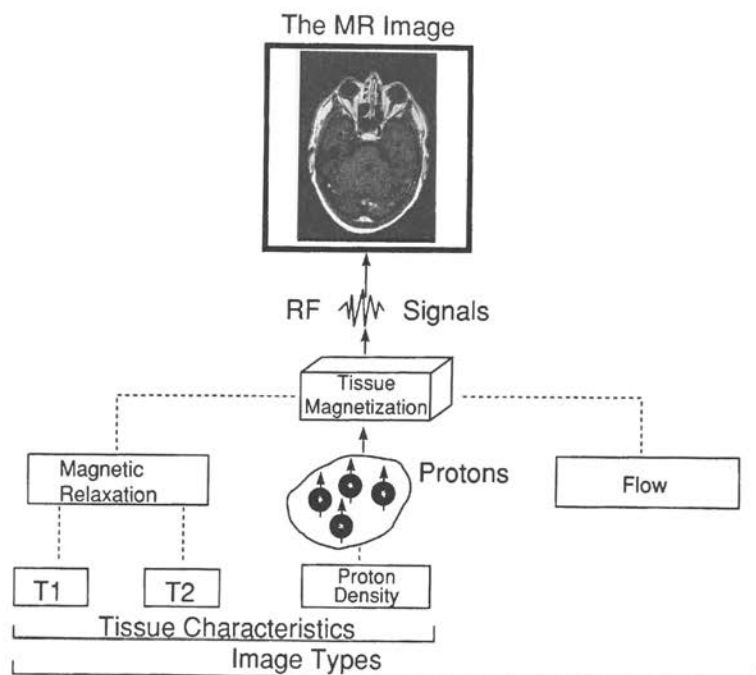 The MR Image
RF Signals
Tissue
Magnetization
Magnetic
Relaxation
Protons
Flow
T1
T2
Proton
Density
Tissue Characteristics
Image Types